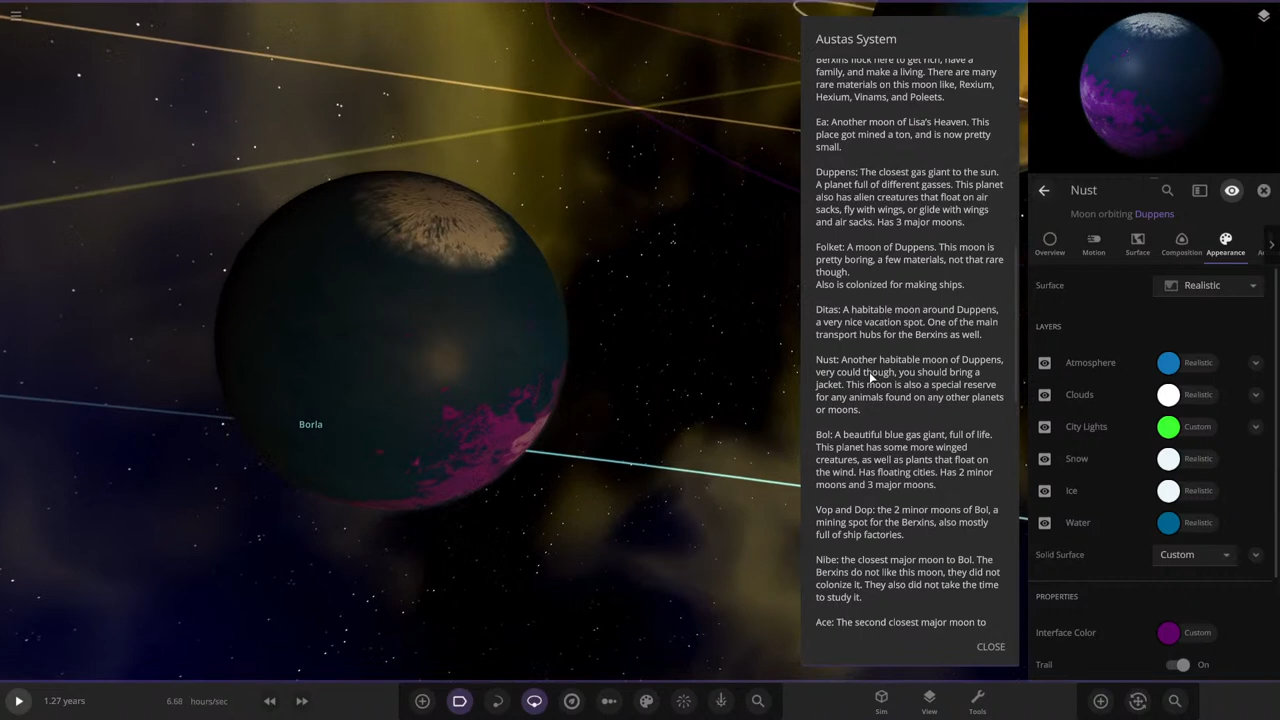 Austas System
Berxins flock here to get rich, have a
family, and make a living. There are many
rare materials on this moon like, Rexium,
Hexium, Vinams, and Poleets.
Ea: Another moon of Lisa's Heaven. This
place got mined a ton, and is now pretty
small.
Duppens: The closest gas giant to the sun.
A planet full of different gasses. This planet
also has alien creatures that float on air
sacks, fly with wings, or glide with wings
and air sacks. Has 3 major moons.
Folket: A moon of Duppens. This moon is
pretty boring, a few materials, not that rare
though.
Also is colonized for making ships.
Ditas: A habitable moon around Duppens,
a very nice vacation spot. One of the main
transport hubs for the Berxins as well.
Nust: Another habitable moon of Duppens,
very could though, you should bring a
jacket. This moon is also a special reserve
for any animals found on any other planets
or moons.
Bol: A beautiful blue gas giant, full of life.
This planet has some more winged
creatures, as well as plants that float on
the wind. Has floating cities. Has 2 minor
moons and 3 major moons.
Vop and Dop: the 2 minor moons of Bol, a
mining spot for the Berxins, also mostly
full of ship factories.
Nibe: the closest major moon to Bol. The
Berxins do not like this moon, they did not
colonize it. They also did not take the time
to study it.
Ace: The second closest major moon to
CLOSE
Borla
Nust
Moon orbiting Duppens
Overview Motion Surface Composition Appearance
Surface Realistic
LAYERS
Atmosphere Realistic
Clouds Realistic
City Lights Custom
Snow Realistic
Ice Realistic
Water Realistic
Solid Surface Custom
PROPERTIES
Interface Color Custom
Trail On
1.27 years 6.68 hours/sec
Sim View Tools